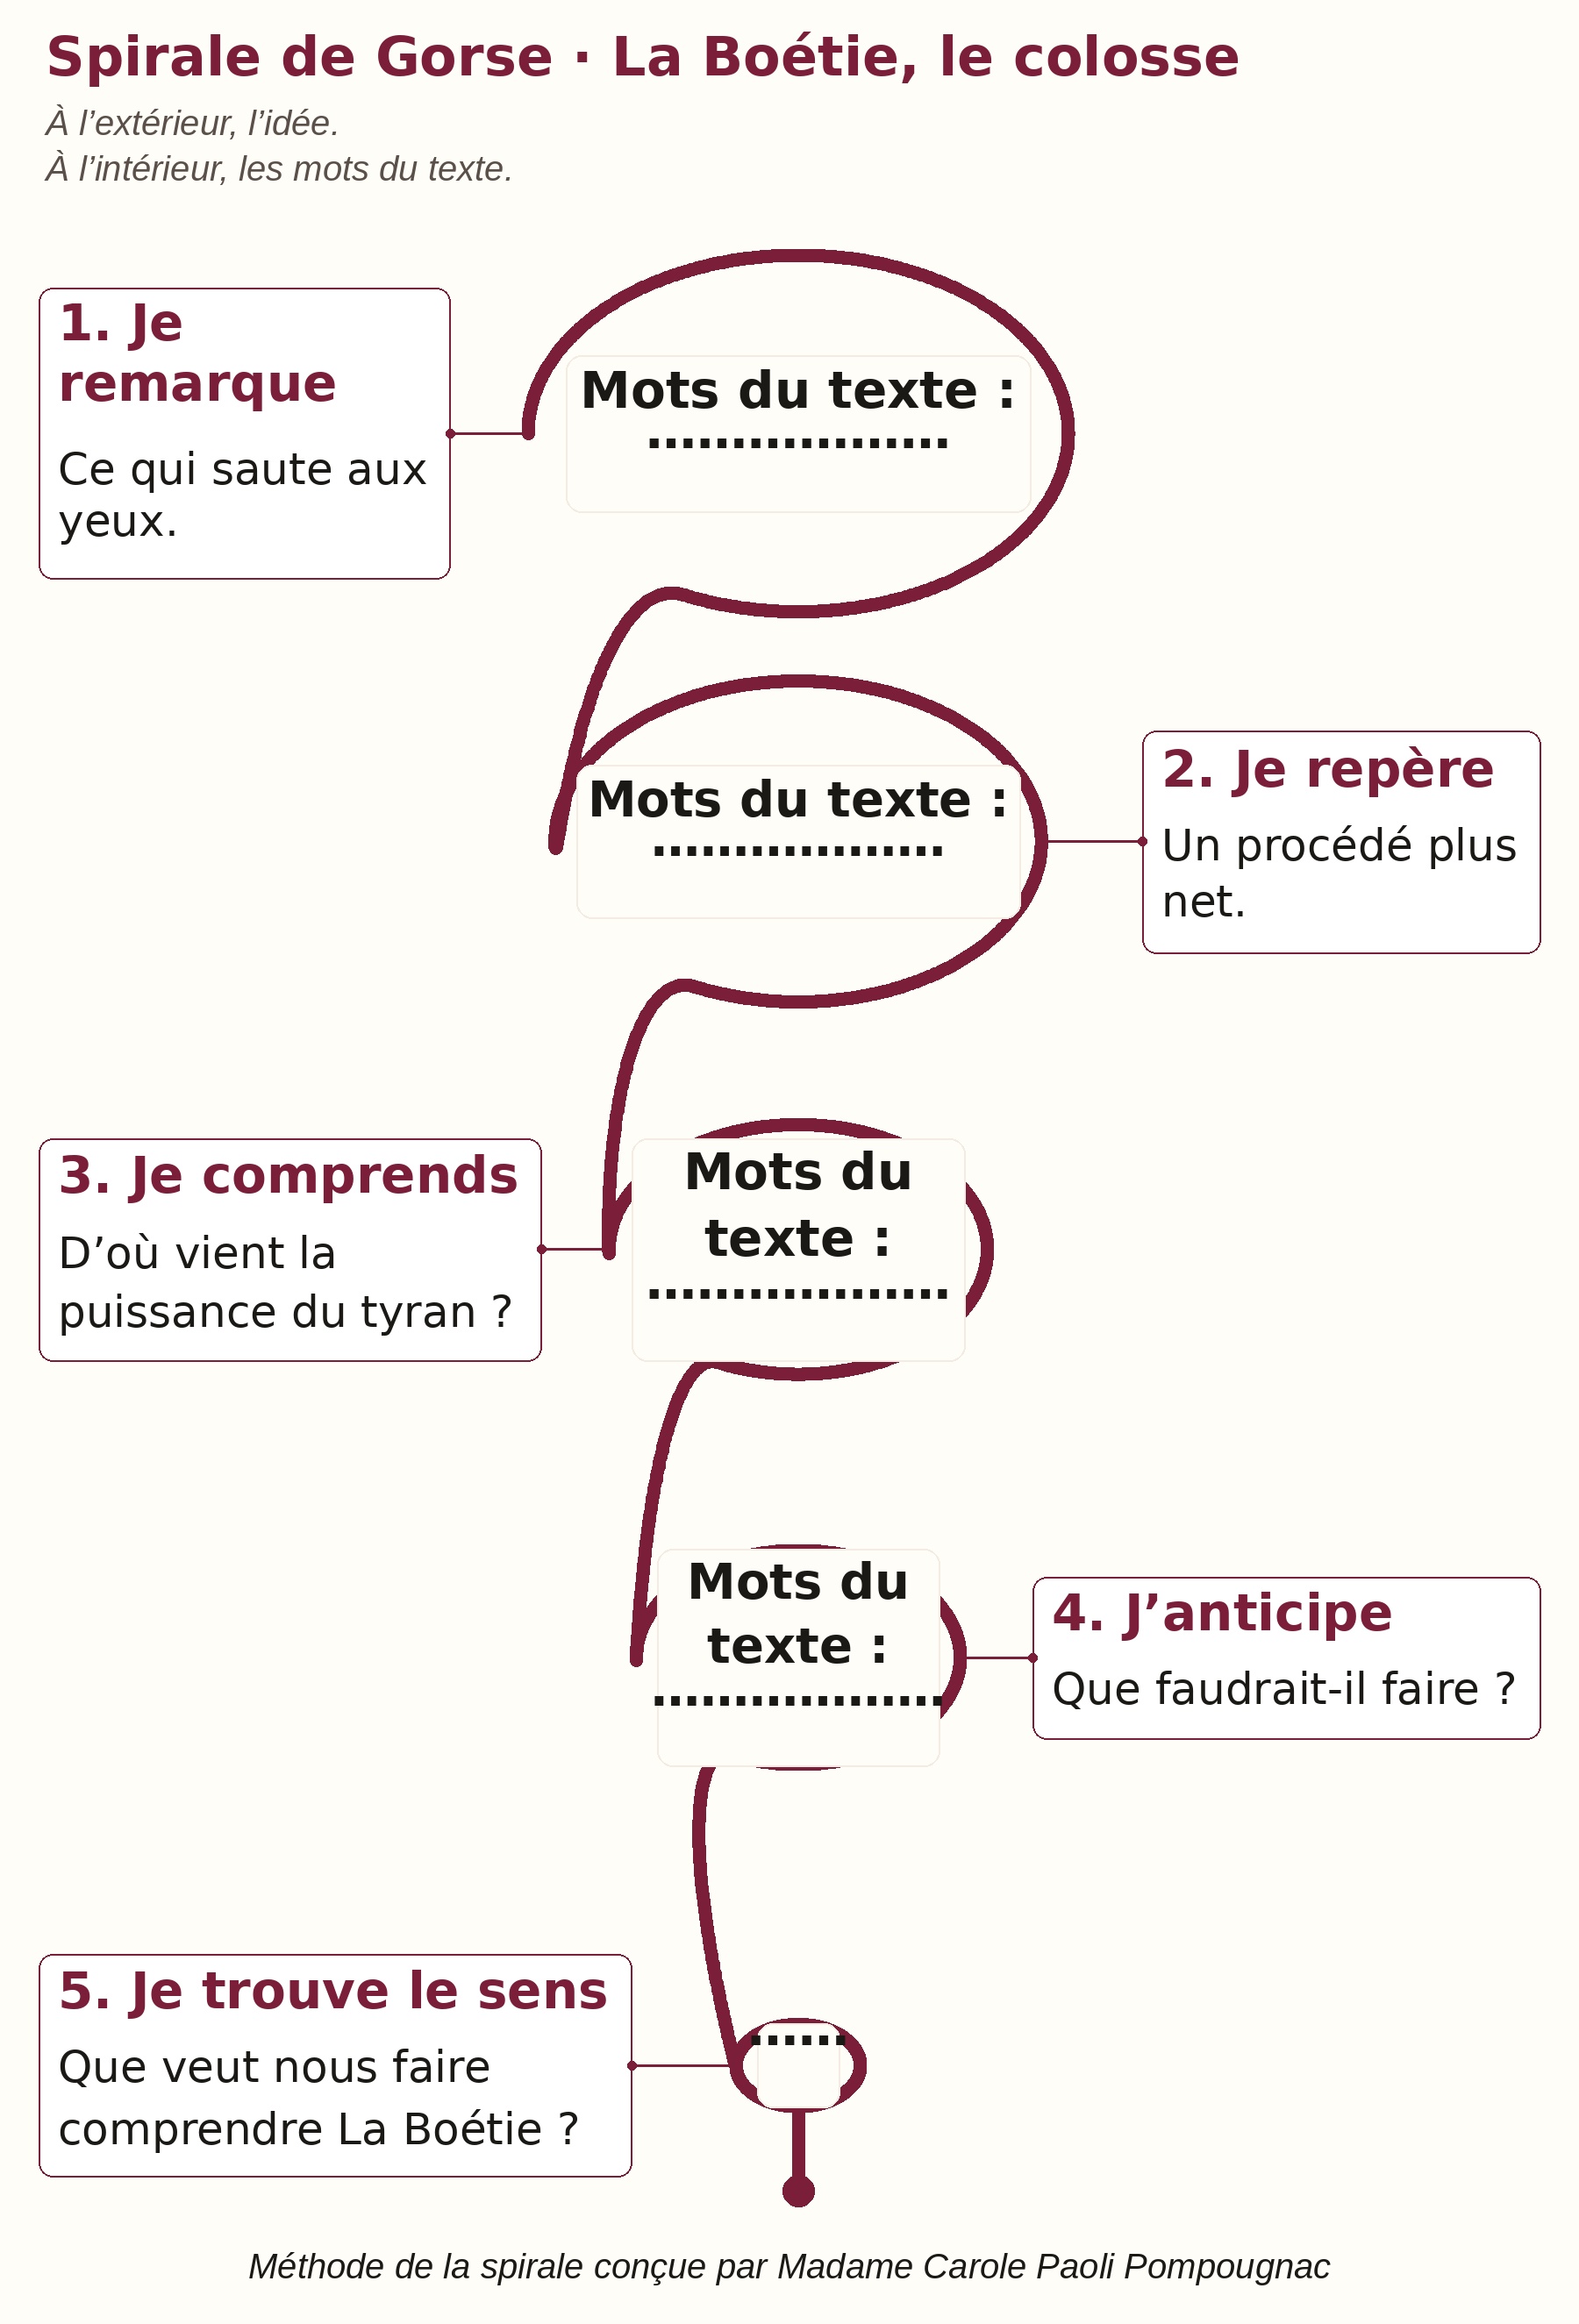 Spirale de Gorse · La Boétie, le colosse
À l’extérieur, l’idée.
À l’intérieur, les mots du texte.
1. Je
remarque
Ce qui saute aux
yeux.
Mots du texte :
………………
2. Je repère
Un procédé plus
net.
Mots du texte :
………………
3. Je comprends
D’où vient la
puissance du tyran ?
Mots du
texte :
………………
4. J’anticipe
Que faudrait-il faire ?
Mots du
texte :
………………
5. Je trouve le sens
Que veut nous faire
comprendre La Boétie ?
……
Méthode de la spirale conçue par Madame Carole Paoli Pompougnac